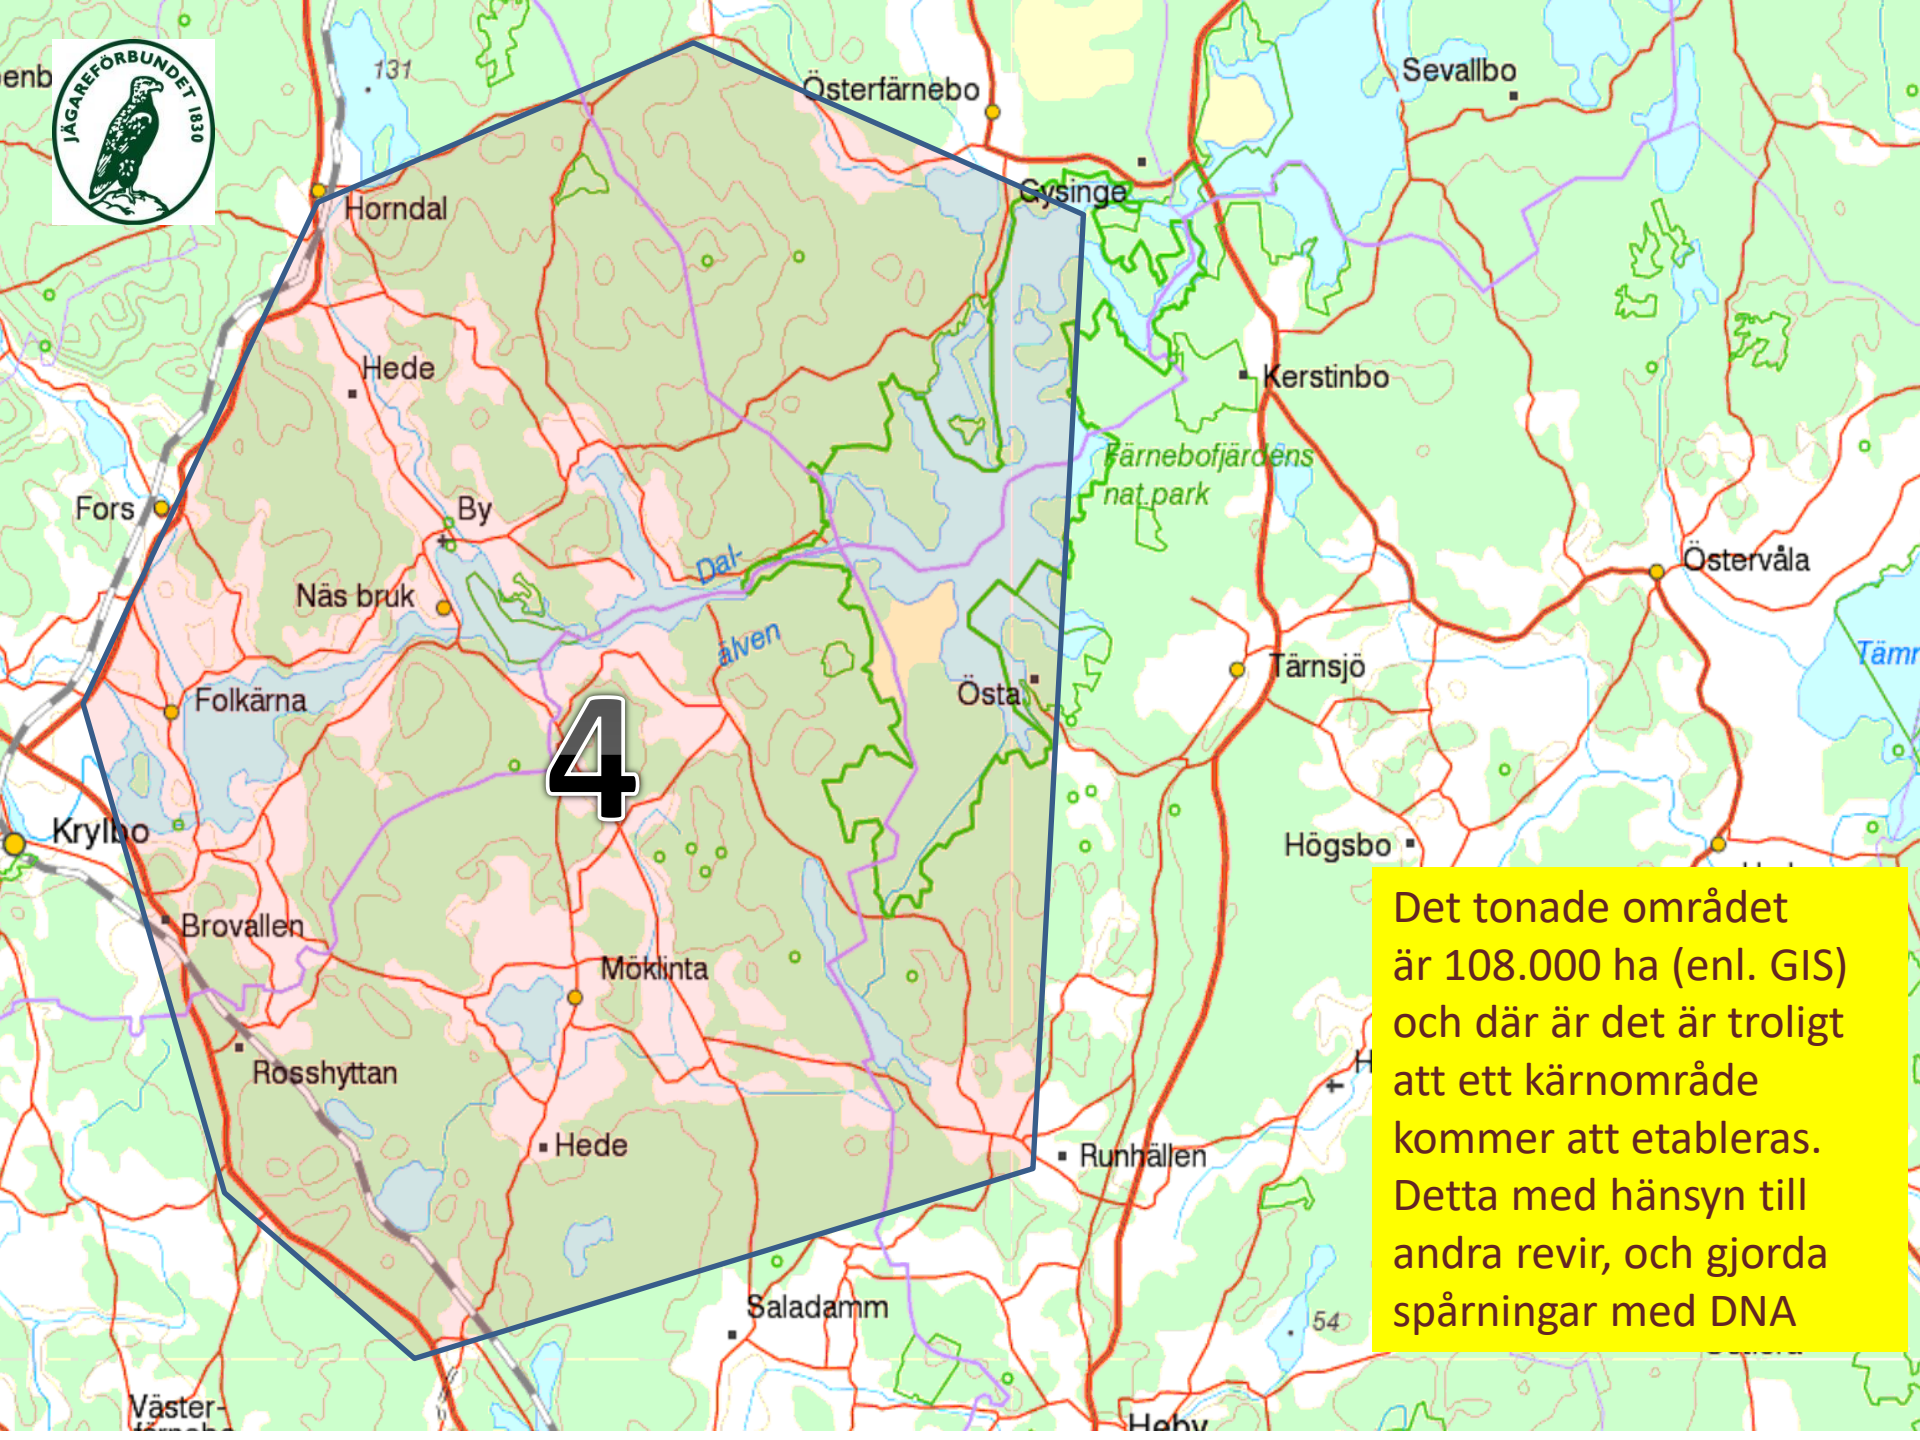 JÄGAREFÖRBUNDET 1830
131
Österfärnebo
Sevallbo
Gysinge
Horndal
Hede
Kerstinbo
Färnebofjärdens
nat.park
Fors
By
Dal-
älven
Östervåla
Näs bruk
Tärnsjö
Östa
Folkärna
4
Krylbo
Högsbo
Brovallen
Möklinta
Rosshyttan
Hede
Runhällen
Saladamm
54
Väster-
Heby
Det tonade området
är 108.000 ha (enl. GIS)
och där är det är troligt
att ett kärnområde
kommer att etableras.
Detta med hänsyn till
andra revir, och gjorda
spårningar med DNA